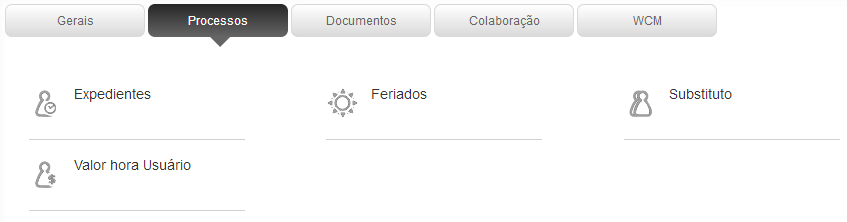 Gerais
Processos
Documentos
Colaboração
WCM
Expedientes
Feriados
Substituto
Valor hora Usuário